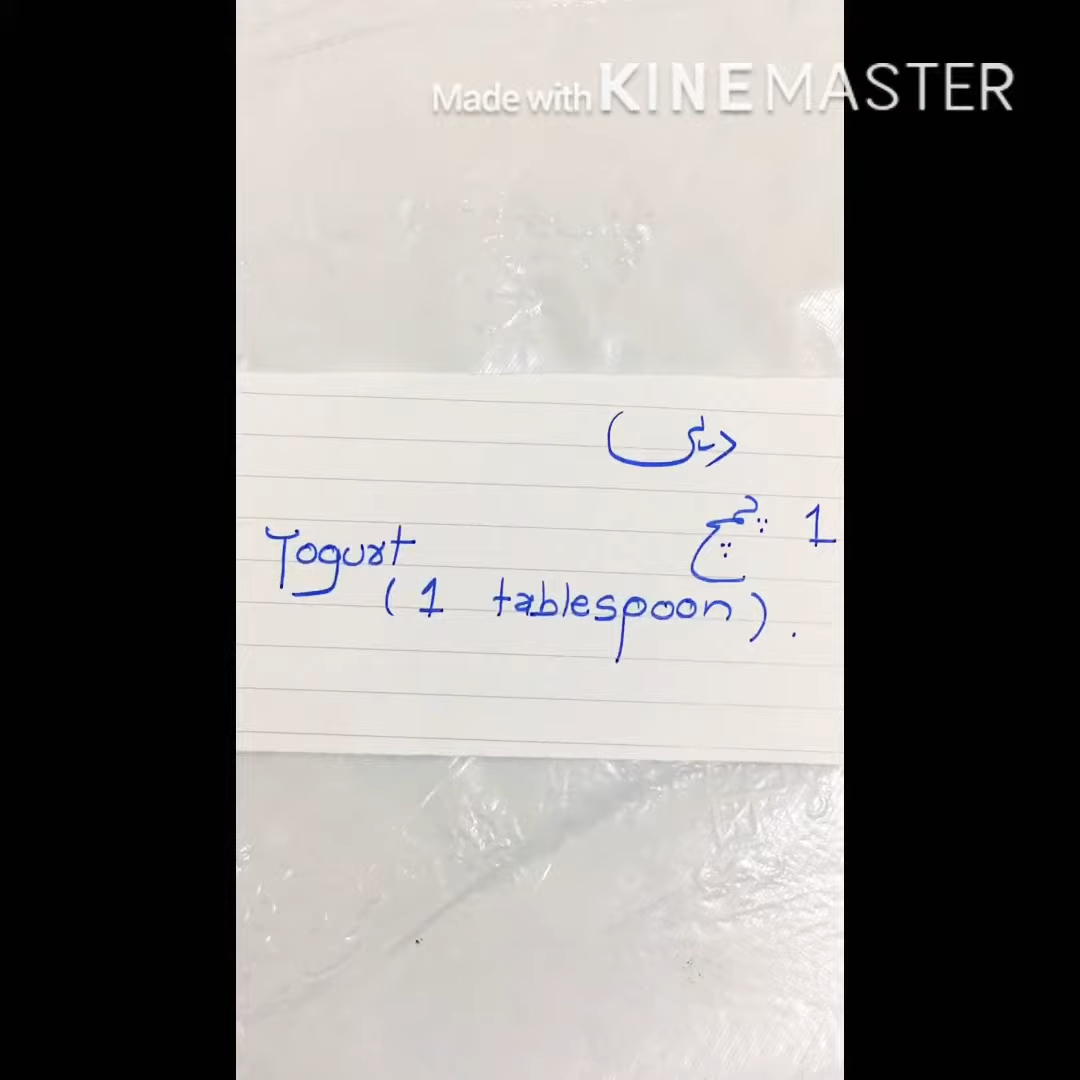 Made with KINEMASTER
دہی
1 چمچ
Yogurt
(1 tablespoon).